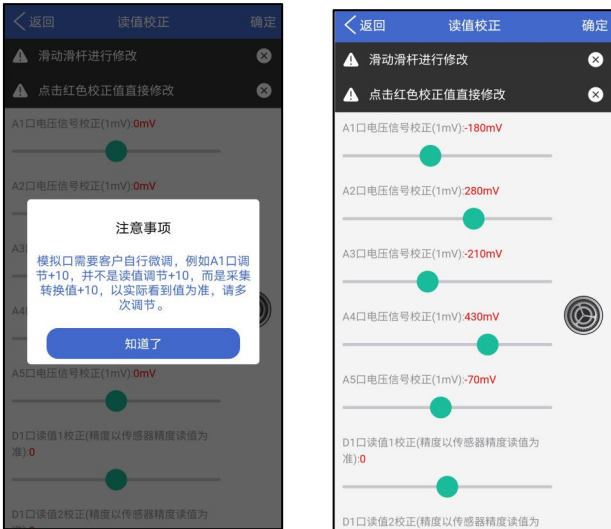 返回 读值校正 确定
滑动滑杆进行修改
点击红色校正值直接修改
A1口电压信号校正(1mV):0mV
A2口电压信号校正(1mV):0mV
A3
注意事项
模拟口需要客户自行微调，例如A1口调
节+10，并不是读值调节+10，而是采集
转换值+10，以实际看到值为准，请多
次调节。
A4
知道了
A5口电压信号校正(1mV):0mV
D1口读值1校正(精度以传感器精度读值为
准):0
D1口读值2校正(精度以传感器精度读值为
返回 读值校正 确定
滑动滑杆进行修改
点击红色校正值直接修改
A1口电压信号校正(1mV):-180mV
A2口电压信号校正(1mV):280mV
A3口电压信号校正(1mV):-210mV
A4口电压信号校正(1mV):430mV
A5口电压信号校正(1mV):-70mV
D1口读值1校正(精度以传感器精度读值为
准):0
D1口读值2校正(精度以传感器精度读值为